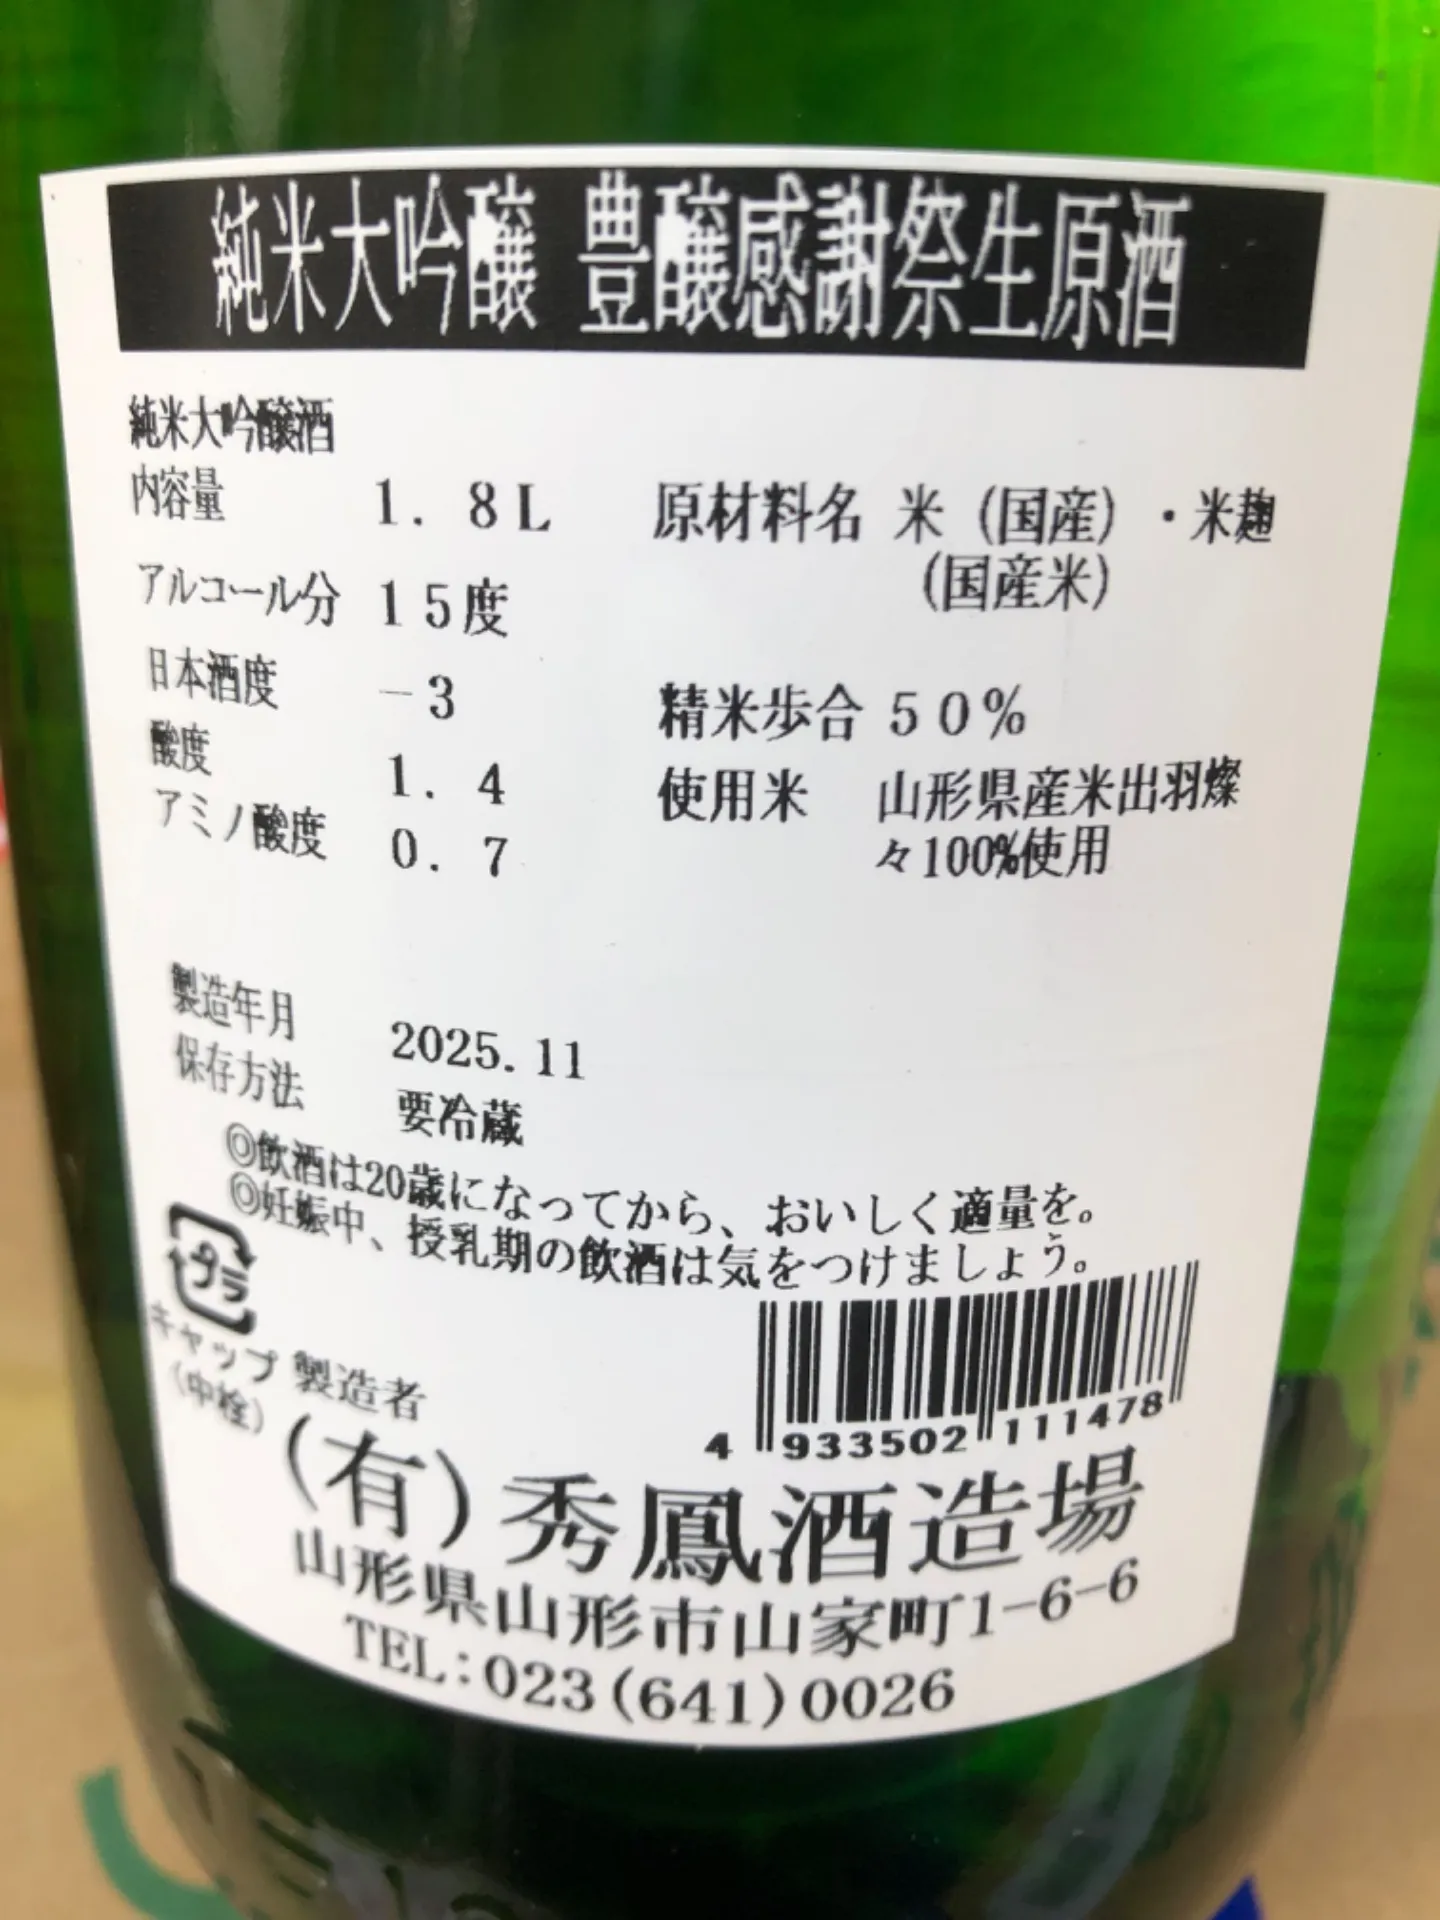 純米大吟醸 豊醸感謝祭生原酒
純米大吟醸酒
内容量 1.8L
原材料名 米(国産)・米麹
(国産米)
アルコール分 15度
日本酒度 -3
精米歩合 50%
酸度 1.4
使用米 山形県産米出羽燦
々100%使用
アミノ酸度 0.7
製造年月 2025.11
保存方法 要冷蔵
◎飲酒は20歳になってから、おいしく適量を。
◎妊娠中、授乳期の飲酒は気をつけましょう。
プラ
キャップ
(中栓)
製造者
4 933502 111478
(有)秀鳳酒造場
山形県山形市山家町1-6-6
TEL:023(641)0026